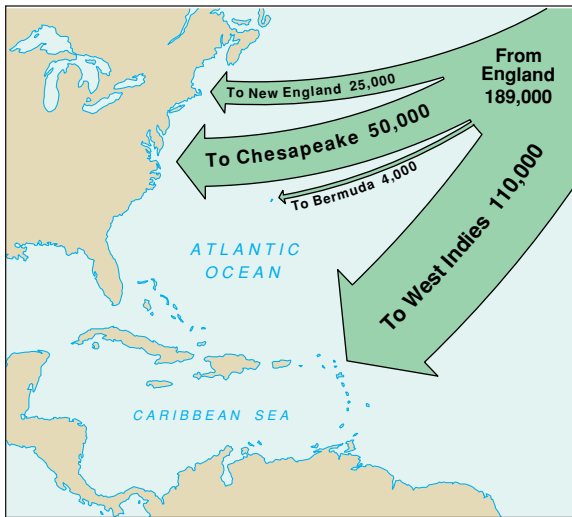 From
England
189,000
To New England 25,000
To Chesapeake 50,000
To Bermuda 4,000
To West Indies 110,000
ATLANTIC
OCEAN
CARIBBEAN SEA